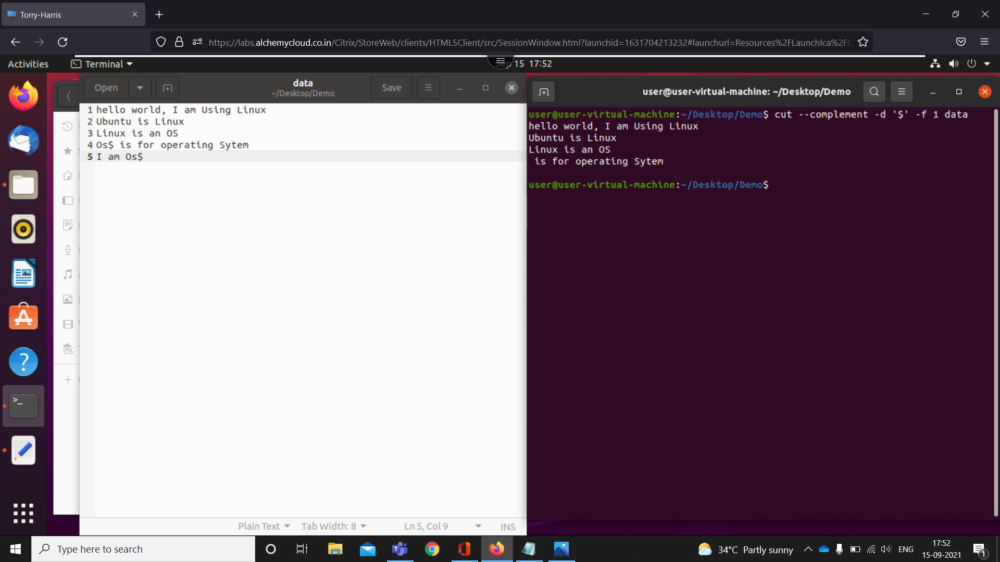 Torry-Harris
https://labs.alchemycloud.co.in/Citrix/StoreWeb/clients/HTML5Client/src/SessionWindow.html?launchid=1631704213232#launchurl=Resources%2FLaunchIca%2F
Activities
Terminal
15 17:52
Open
data
~/Desktop/Demo
Save
1 hello world, I am Using Linux
2 Ubuntu is Linux
3 Linux is an OS
4 Os$ is for operating Sytem
5 I am Os$
Plain Text
Tab Width: 8
Ln 5, Col 9
INS
user@user-virtual-machine: ~/Desktop/Demo
user@user-virtual-machine:~/Desktop/Demo$ cut --complement -d '$' -f 1 data
hello world, I am Using Linux
Ubuntu is Linux
Linux is an OS
 is for operating Sytem
user@user-virtual-machine:~/Desktop/Demo$
Type here to search
34°C Partly sunny
ENG
17:52
15-09-2021
1